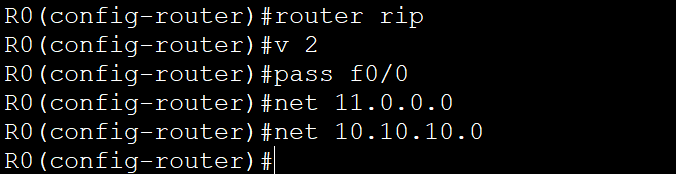 R0(config-router)#router rip
R0(config-router)#v 2
R0(config-router)#pass f0/0
R0(config-router)#net 11.0.0.0
R0(config-router)#net 10.10.10.0
R0(config-router)#